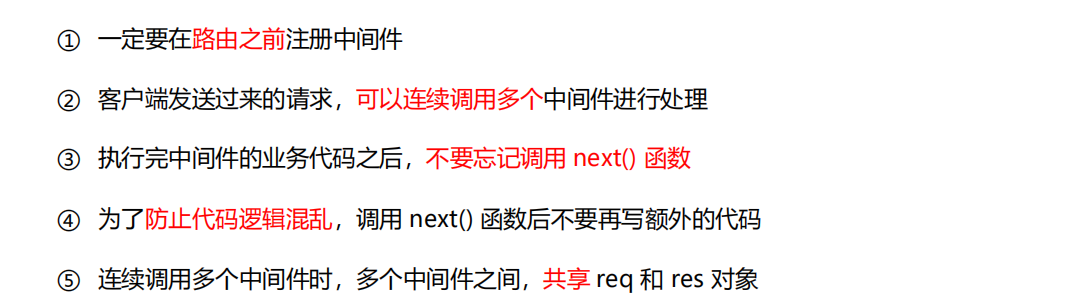 ① 一定要在路由之前注册中间件
② 客户端发送过来的请求，可以连续调用多个中间件进行处理
③ 执行完中间件的业务代码之后，不要忘记调用 next() 函数
④ 为了防止代码逻辑混乱，调用 next() 函数后不要再写额外的代码
⑤ 连续调用多个中间件时，多个中间件之间，共享 req 和 res 对象